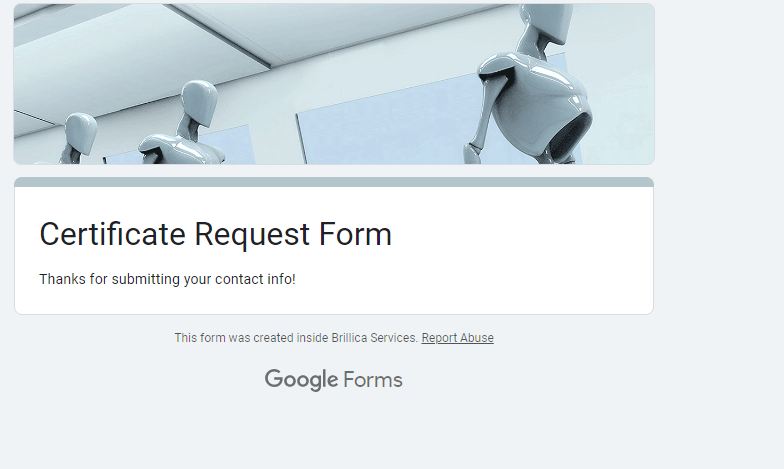 Certificate Request Form
Thanks for submitting your contact info!
This form was created inside Brillica Services. Report Abuse
Google Forms